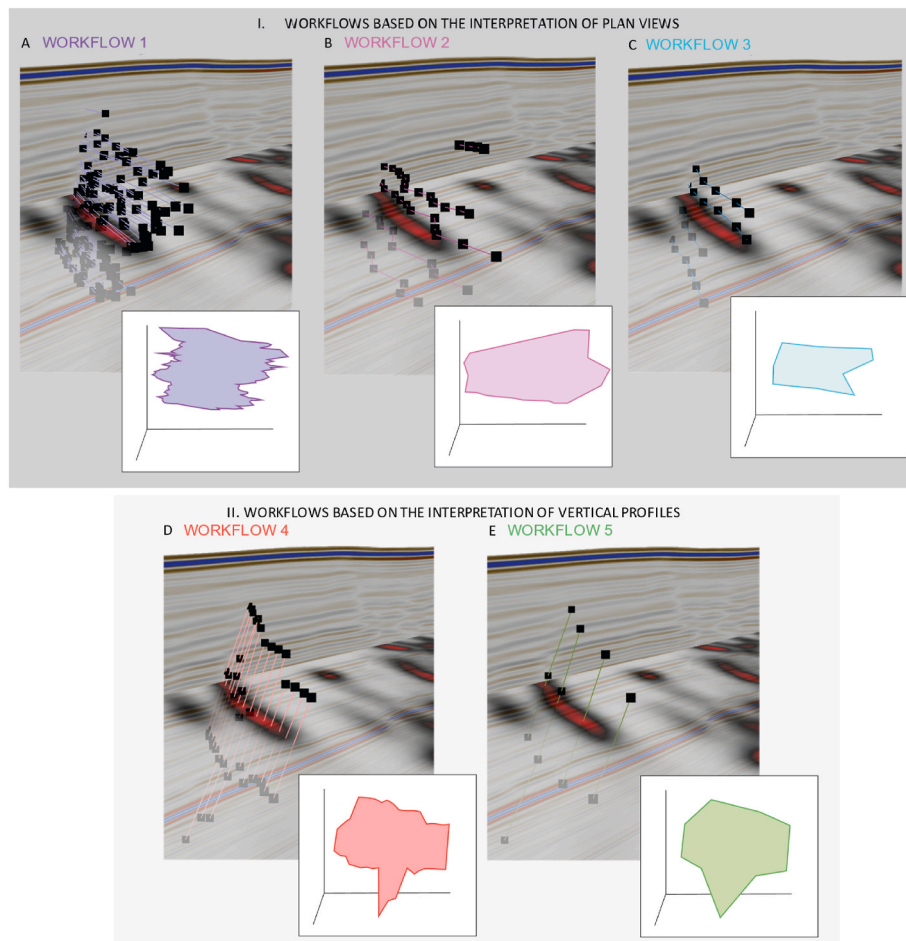 I. WORKFLOWS BASED ON THE INTERPRETATION OF PLAN VIEWS
A WORKFLOW 1
B WORKFLOW 2
C WORKFLOW 3
II. WORKFLOWS BASED ON THE INTERPRETATION OF VERTICAL PROFILES
D WORKFLOW 4
E WORKFLOW 5